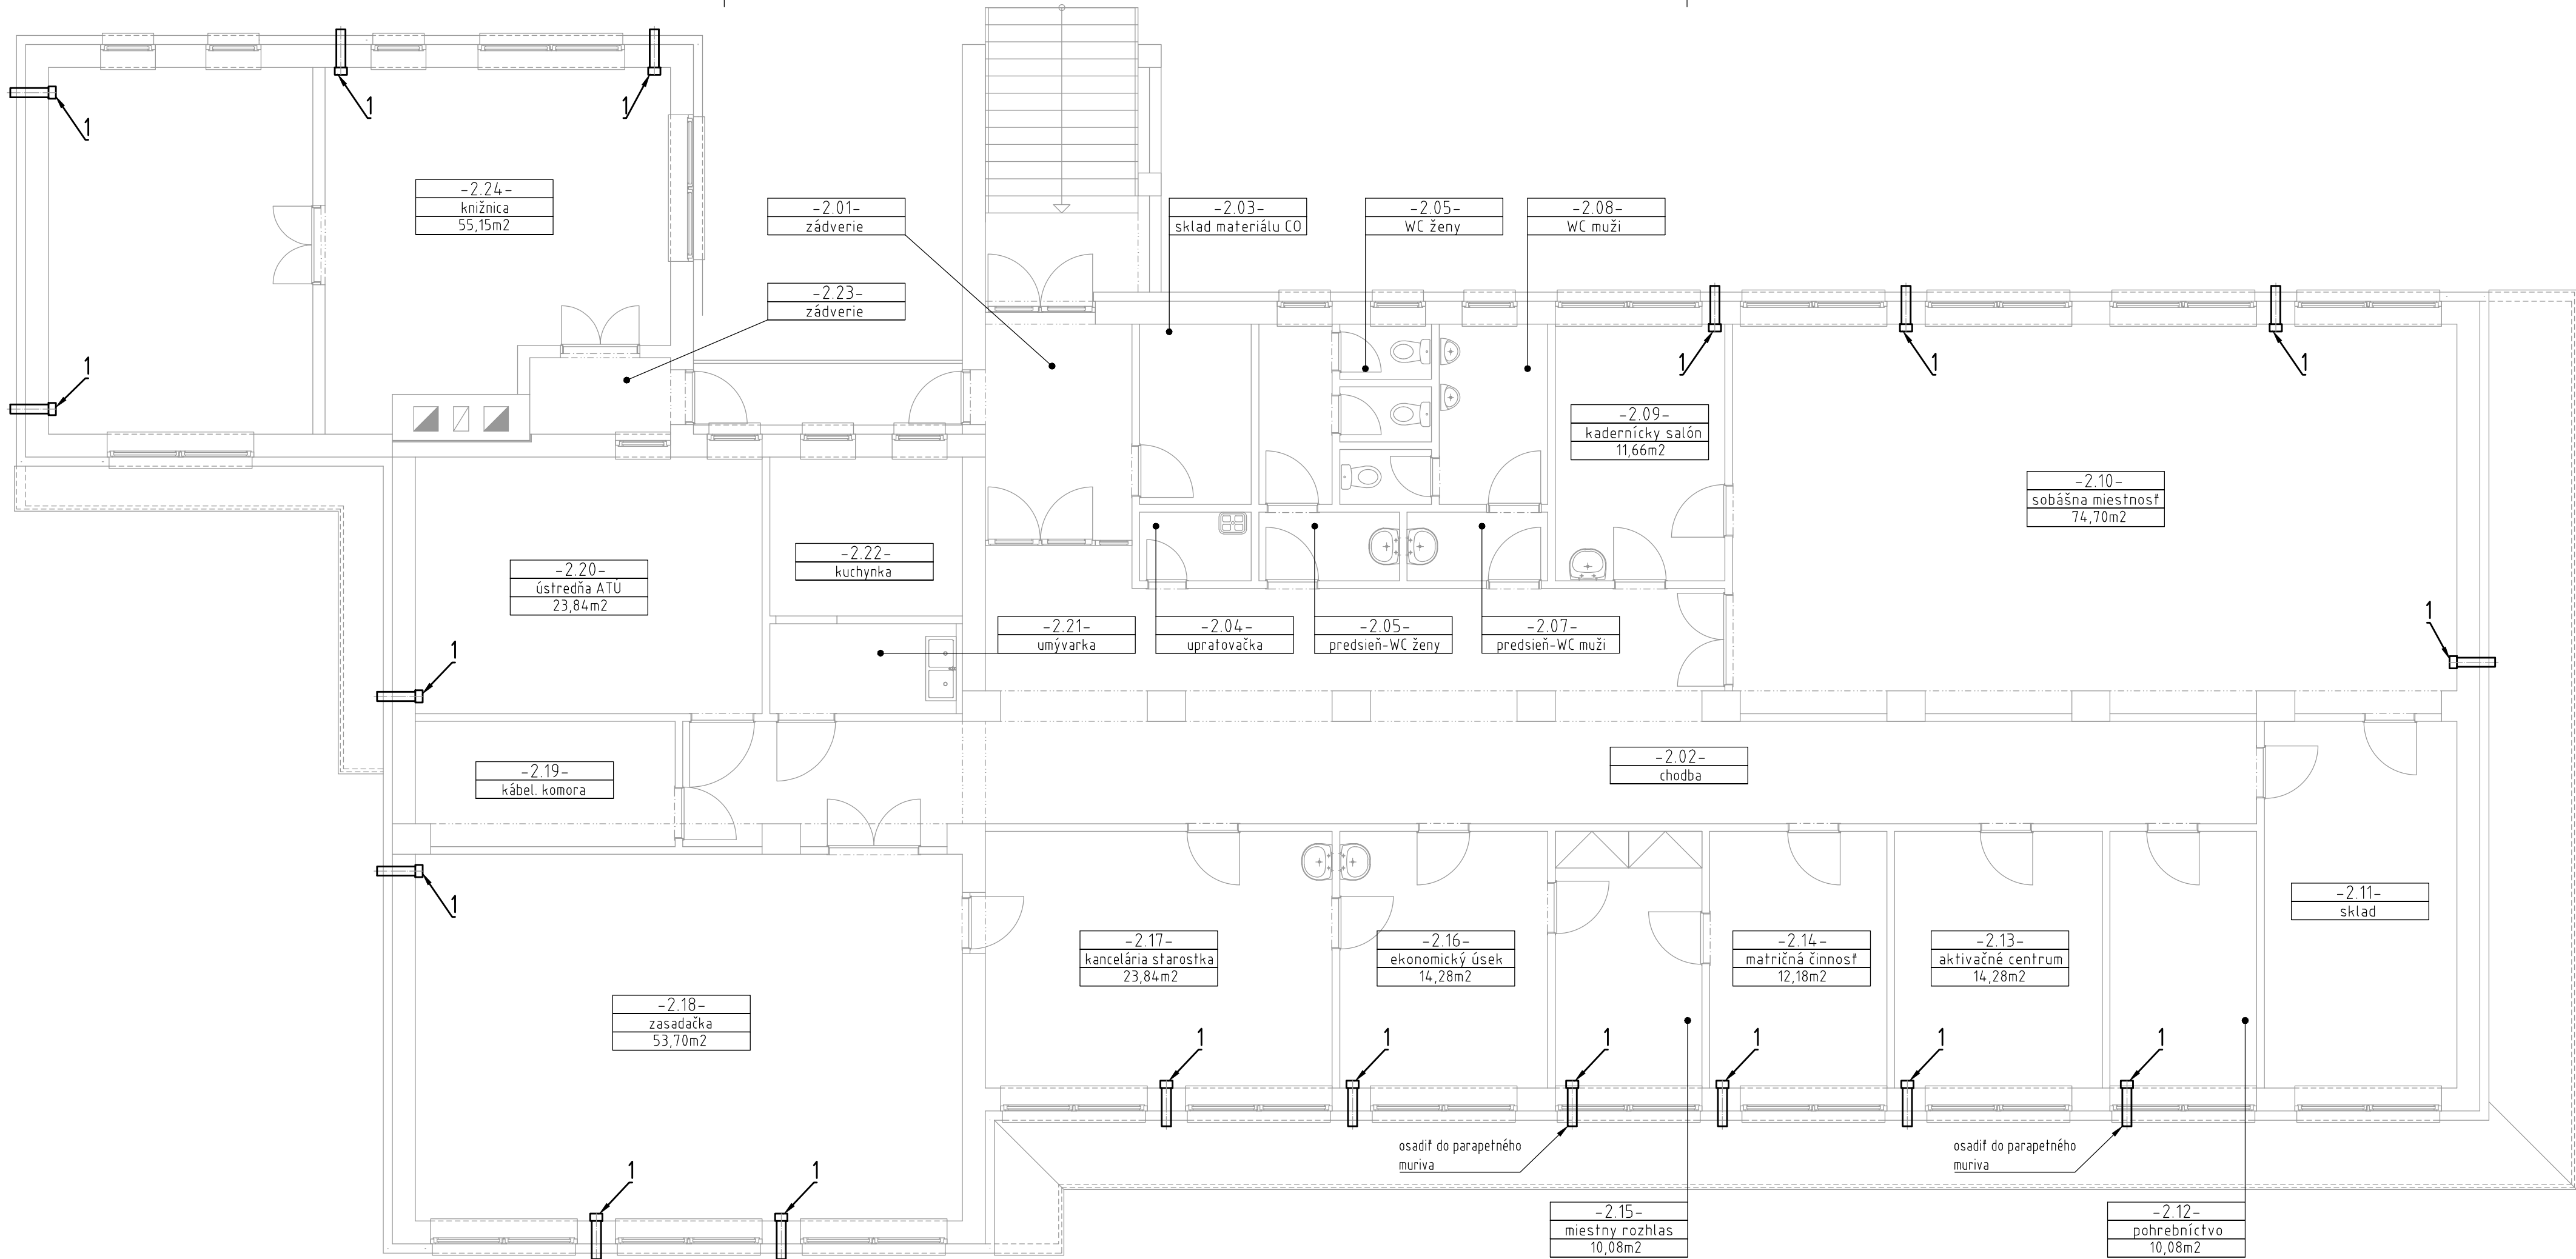 1
1
1
1
-2.24-
knižnica
55,15m2
-2.01-
zádverie
-2.03-
sklad materiálu CO
-2.05-
WC ženy
-2.08-
WC muži
-2.23-
zádverie
1
1
1
1
-2.09-
kadernícky salón
11,66m2
-2.10-
sobášna miestnosť
74,70m2
-2.20-
ústredňa ATÚ
23,84m2
-2.22-
kuchynka
-2.21-
umývarka
-2.04-
upratovačka
-2.05-
predsieň-WC ženy
-2.07-
predsieň-WC muži
1
1
-2.19-
kábel. komora
-2.02-
chodba
1
-2.11-
sklad
-2.17-
kancelária starostka
23,84m2
-2.16-
ekonomický úsek
14,28m2
-2.14-
matričná činnosť
12,18m2
-2.13-
aktivačné centrum
14,28m2
-2.18-
zasadačka
53,70m2
1
1
1
1
1
1
osadiť do parapetného
muriva
osadiť do parapetného
muriva
1
1
-2.15-
miestny rozhlas
10,08m2
-2.12-
pohrebníctvo
10,08m2